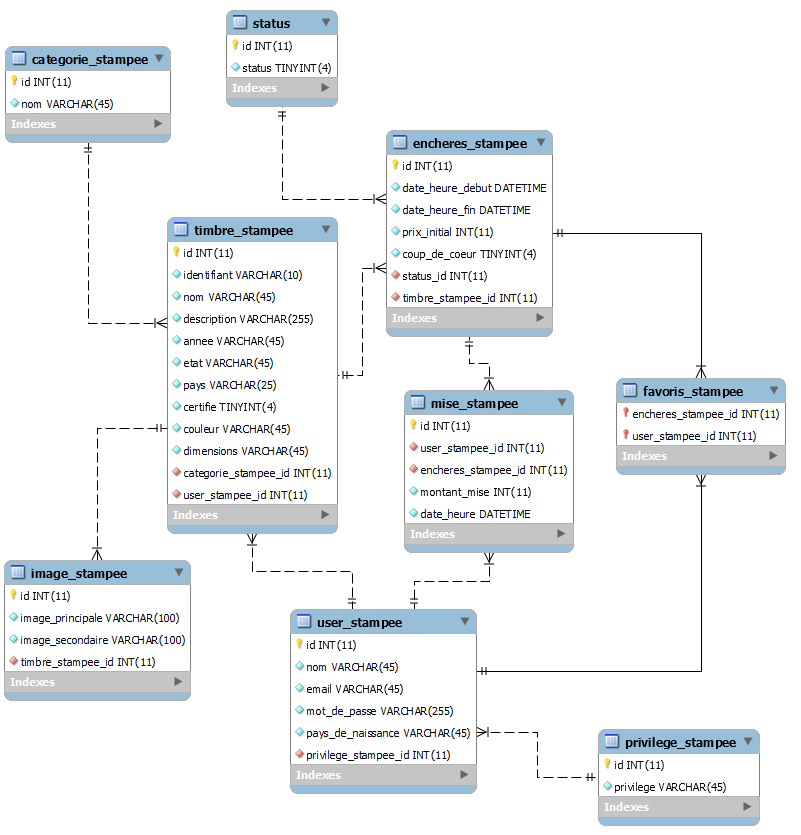 status
id INT(11)
status TINYINT(4)
Indexes
categorie_stampee
id INT(11)
nom VARCHAR(45)
Indexes
encheres_stampee
id INT(11)
date_heure_debut DATETIME
date_heure_fin DATETIME
prix_initial INT(11)
coup_de_coeur TINYINT(4)
status_id INT(11)
timbre_stampee_id INT(11)
Indexes
timbre_stampee
id INT(11)
identifiant VARCHAR(10)
nom VARCHAR(45)
description VARCHAR(255)
annee VARCHAR(45)
etat VARCHAR(45)
pays VARCHAR(25)
certifie TINYINT(4)
couleur VARCHAR(45)
dimensions VARCHAR(45)
categorie_stampee_id INT(11)
user_stampee_id INT(11)
Indexes
favoris_stampee
encheres_stampee_id INT(11)
user_stampee_id INT(11)
Indexes
mise_stampee
id INT(11)
user_stampee_id INT(11)
encheres_stampee_id INT(11)
montant_mise INT(11)
date_heure DATETIME
Indexes
image_stampee
id INT(11)
image_principale VARCHAR(100)
image_secondaire VARCHAR(100)
timbre_stampee_id INT(11)
Indexes
user_stampee
id INT(11)
nom VARCHAR(45)
email VARCHAR(45)
mot_de_passe VARCHAR(255)
pays_de_naissance VARCHAR(45)
privilege_stampee_id INT(11)
Indexes
privilege_stampee
id INT(11)
privilege VARCHAR(45)
Indexes